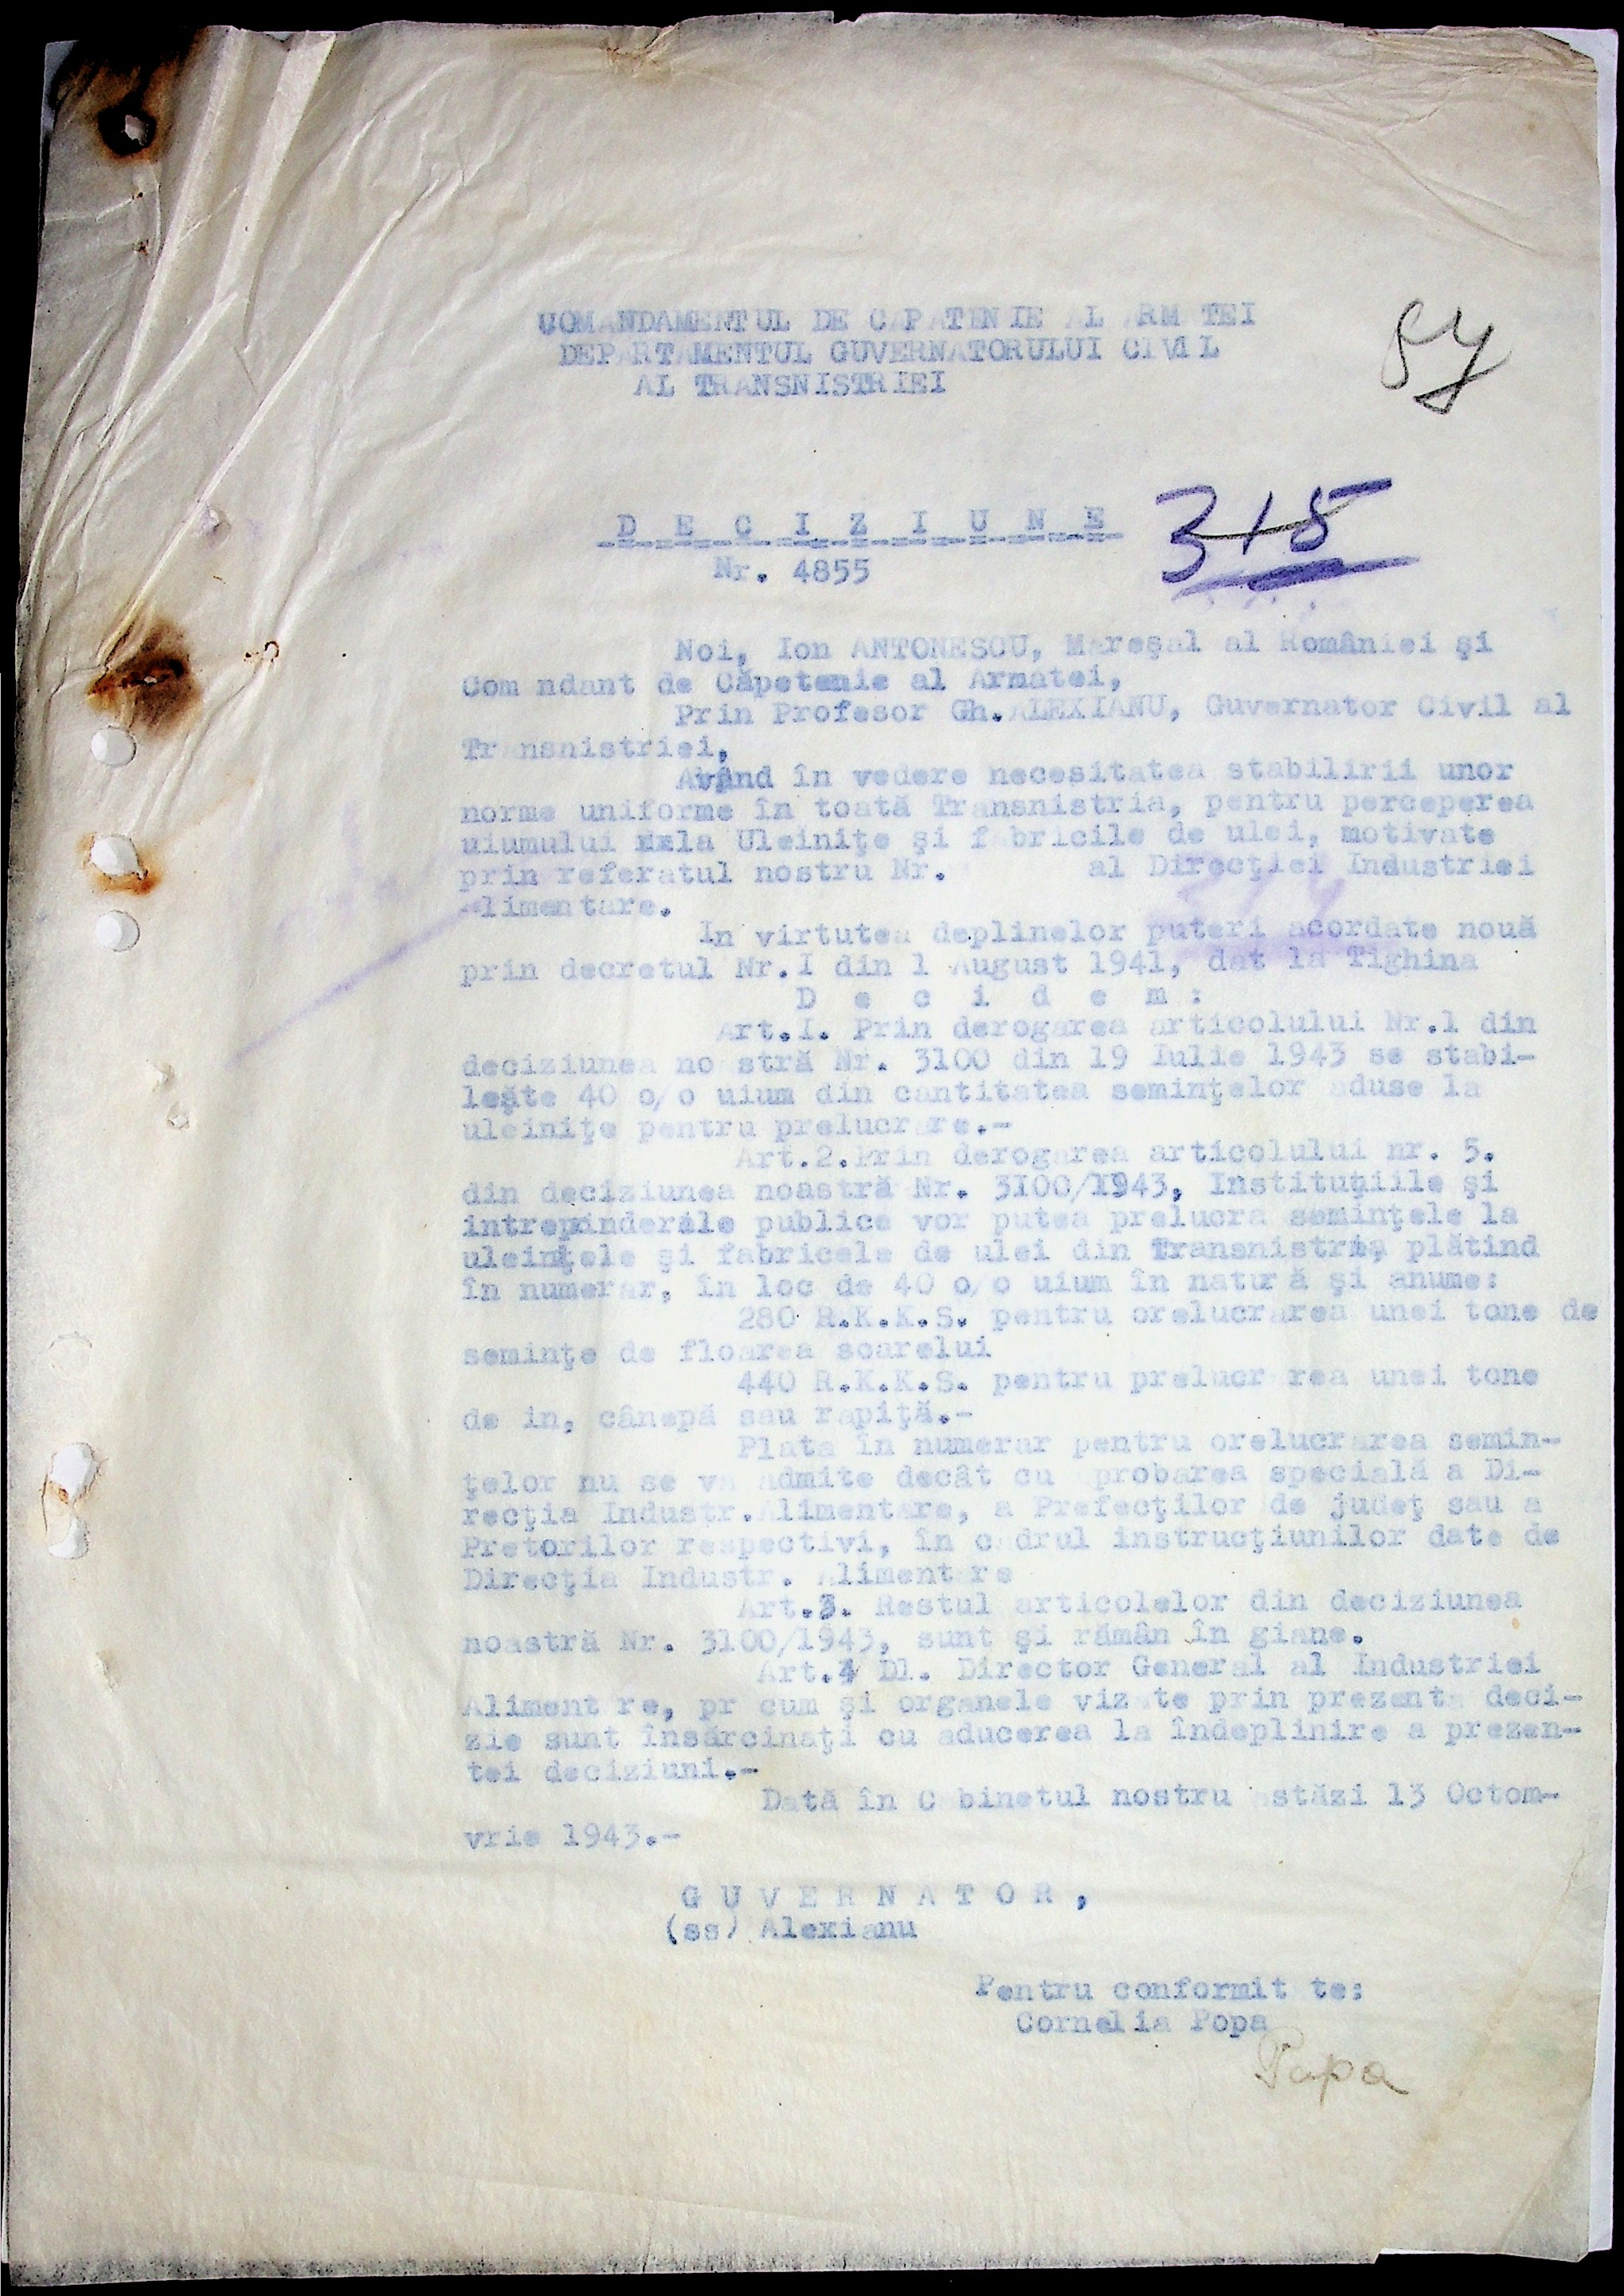 COMANDAMENTUL DE CAPATENIE AL ARMATEI
DEPARTAMENTUL GUVERNATORULUI CIVIL
AL TRANSNISTRIEI
57
D E C I Z I U N E
315
Nr. 4855
Noi, Ion ANTONESCU, Mareşal al României şi
Comandant de Căpetenie al Armatei,
Prin Profesor Gh. ALEXIANU, Guvernator Civil al
Transnistriei,
Având în vedere necesitatea stabilirii unor
norme uniforme în toată Transnistria, pentru perceperea
uiumului la Uleiniţe şi fabricile de ulei, motivate
prin referatul nostru Nr. al Direcţiei Industriei
Alimentare.
In virtutea deplinelor puteri acordate nouă
prin decretul Nr.I din 1 August 1941, dat la Tighina
D e c i d e m :
Art.I. Prin derogarea articolului Nr.1 din
deciziunea noastră Nr. 3100 din 19 Iulie 1943 se stabi-
leşte 40 o/o uium din cantitatea seminţelor aduse la
uleiniţe pentru prelucrare.-
Art.2.Prin derogarea articolului nr. 5.
din deciziunea noastră Nr. 3I00/1943, Instituţiile şi
intrepinderile publice vor putea prelucra seminţele la
uleinţele şi fabricele de ulei din Transnistria, plătind
în numerar, în loc de 40 o/o uium în natură şi anume:
280 R.K.K.S. pentru orelucrarea unei tone de
seminţe de floarea soarelui
440 R.K.K.S. pentru prelucrarea unei tone
de in, cânepă sau rapiţă.-
Plata în numerar pentru orelucrarea semin-
ţelor nu se va admite decât cu aprobarea specială a Di-
recţia Industr.Alimentare, a Prefecţilor de judeţ sau a
Pretorilor respectivi, în cadrul instrucţiunilor date de
Direcţia Industr. Alimentare
Art.3. Restul articolelor din deciziunea
noastră Nr. 3100/1943, sunt şi rămân în giane.
Art.4 Dl. Director General al Industriei
Alimentare, precum şi organele vizate prin prezenta deci-
zie sunt însărcinaţi cu aducerea la îndeplinire a prezen-
tei deciziuni.-
Dată în Cabinetul nostru astăzi 13 Octom-
vrie 1943.-
G U V E R N A T O R ,
(ss) Alexianu
Pentru conformitate:
Cornelia Popa
Popa